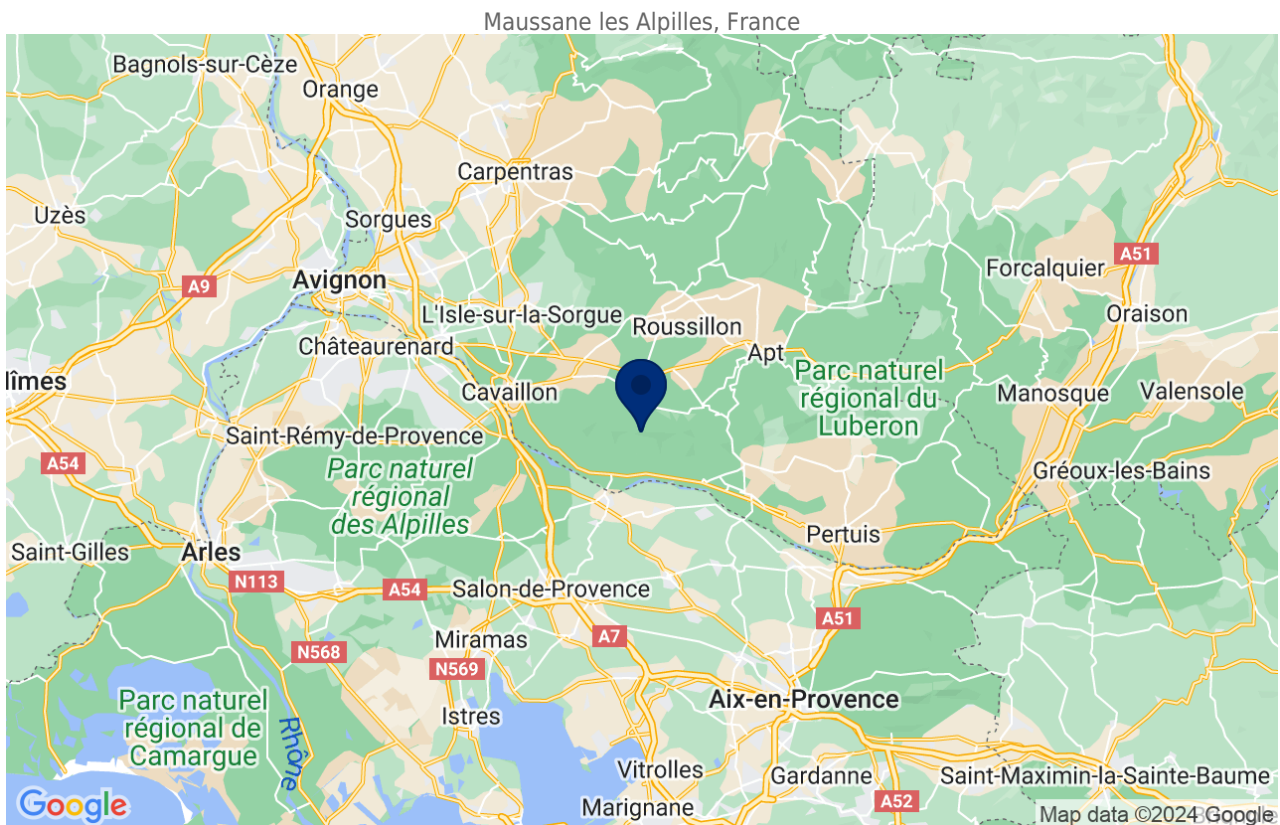 Maussane les Alpilles, France
Bagnols-sur-Cèze
Orange
Carpentras
Uzès
Sorgues
Avignon
A9
A51
Forcalquier
L'Isle-sur-la-Sorgue
Roussillon
Oraison
Châteaurenard
Apt
Nîmes
Cavaillon
Parc naturel
régional du
Luberon
Manosque
Valensole
Saint-Rémy-de-Provence
A54
Parc naturel
régional
des Alpilles
Gréoux-les-Bains
Pertuis
Saint-Gilles
Arles
N113
A54
Salon-de-Provence
A51
Miramas
A7
N568
N569
Parc naturel
régional de
Camargue
Rhône
Istres
Aix-en-Provence
Vitrolles
Gardanne
Saint-Maximin-la-Sainte-Baume
Marignane
A52
Google
Map data ©2024 Google